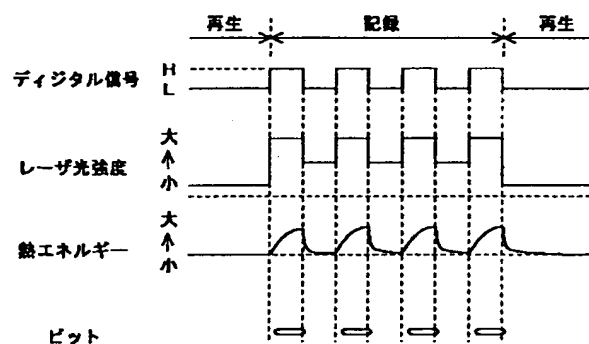 再生 記録 再生
ディジタル信号 H L
レーザ光強度 大 小
熱エネルギー 大 小
ピット